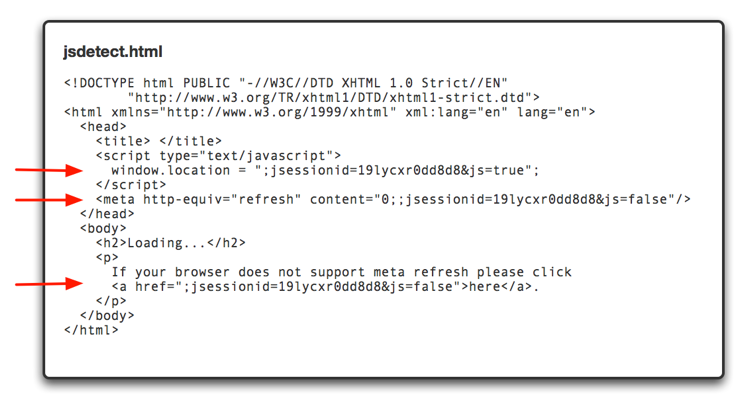 jsdetect.html
<!DOCTYPE html PUBLIC "-//W3C//DTD XHTML 1.0 Strict//EN"
"http://www.w3.org/TR/xhtml1/DTD/xhtml1-strict.dtd">
<html xmlns="http://www.w3.org/1999/xhtml" xml:lang="en" lang="en">
<head>
<title> </title>
<script type="text/javascript">
window.location = ";jsessionid=19lycxr0dd8d8&js=true";
</script>
<meta http-equiv="refresh" content="0;;jsessionid=19lycxr0dd8d8&js=false"/>
</head>
<body>
<h2>Loading...</h2>
<p>
If your browser does not support meta refresh please click
<a href=";jsessionid=19lycxr0dd8d8&js=false">here</a>.
</p>
</body>
</html>